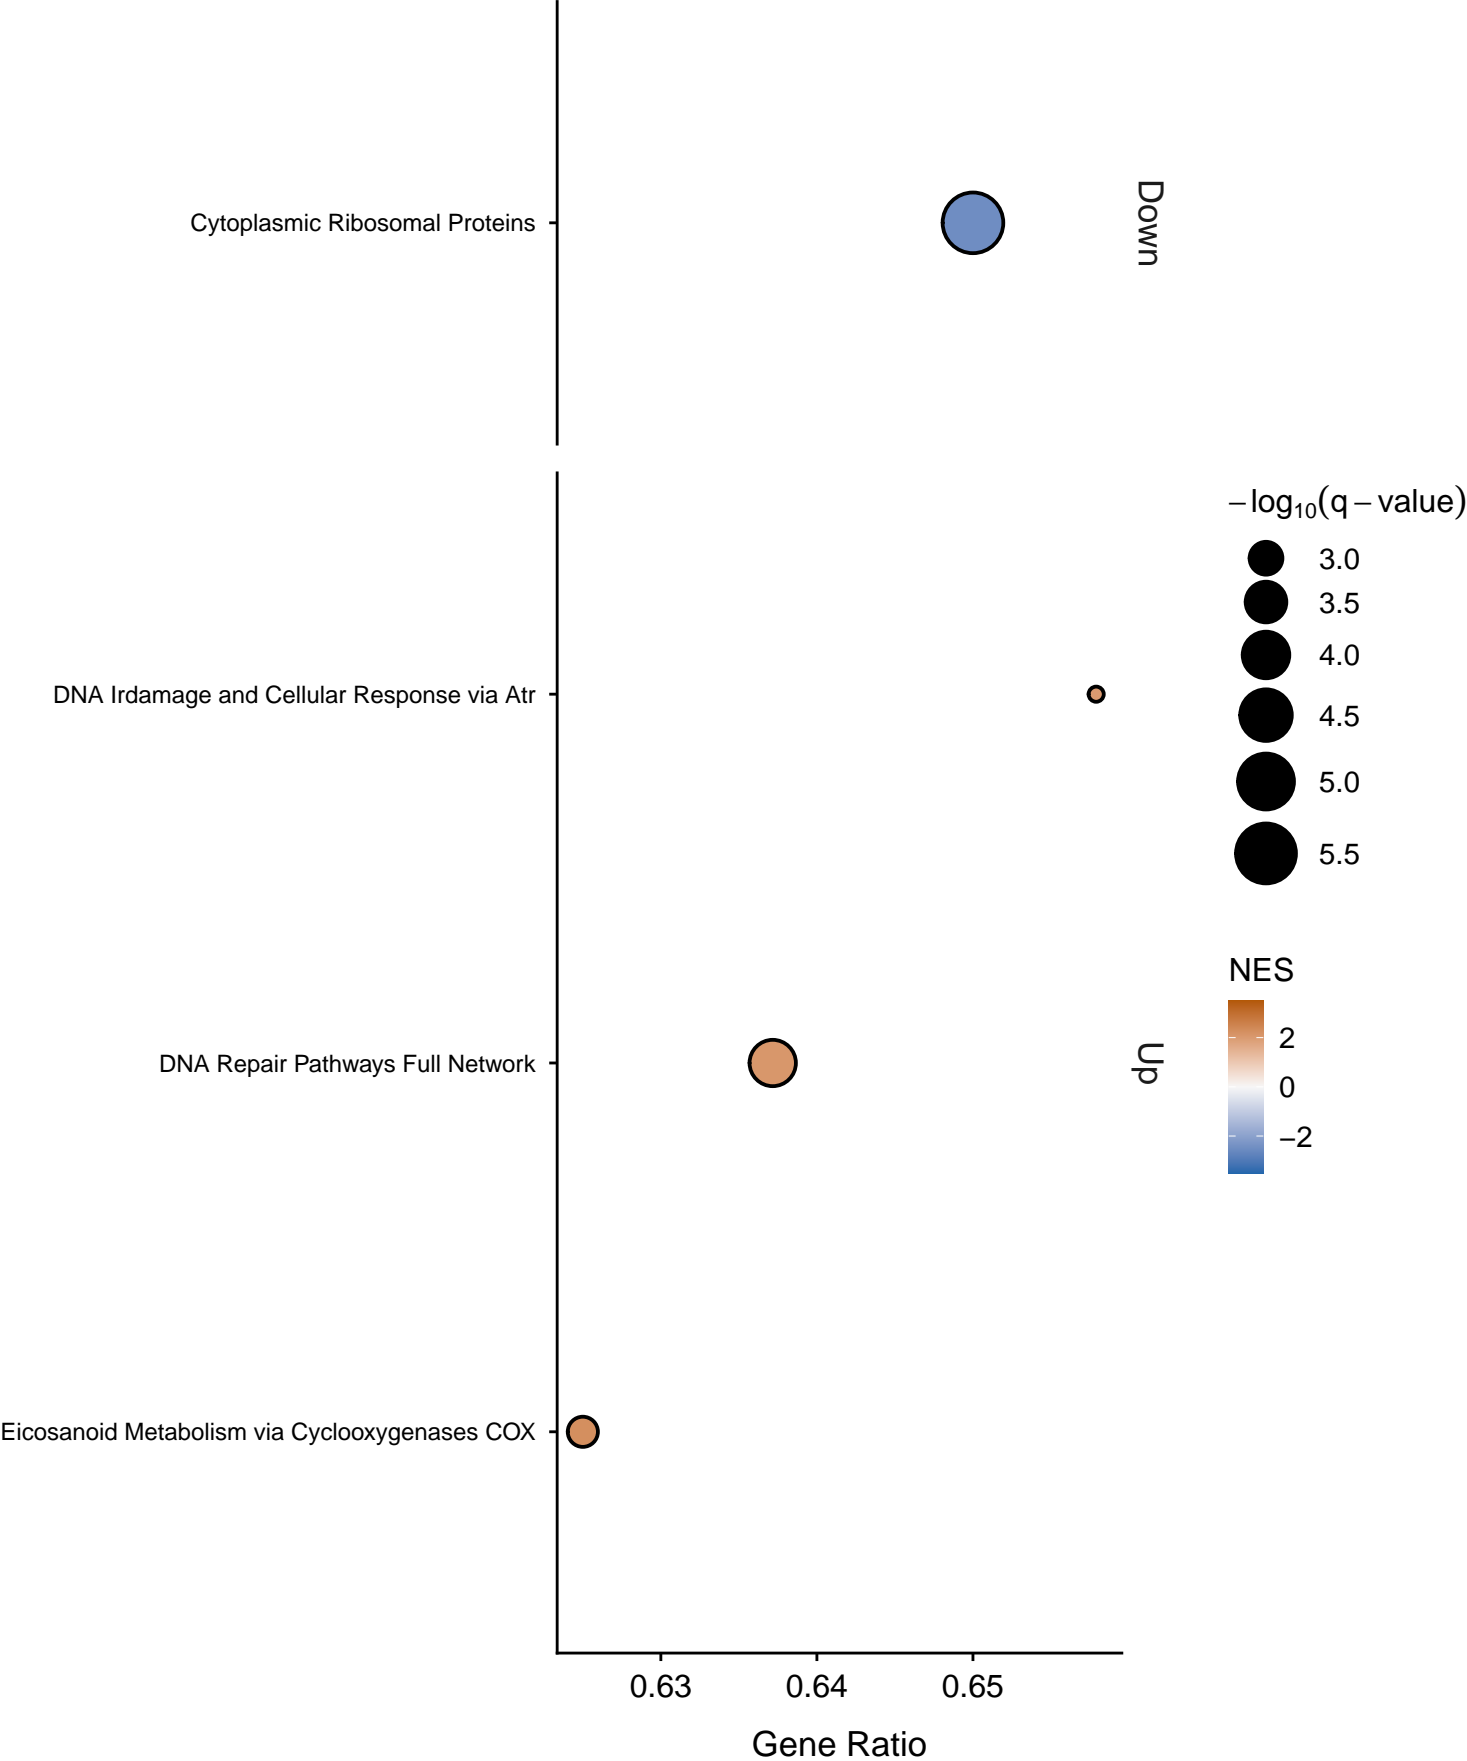 Cytoplasmic Ribosomal Proteins
Down
DNA Irdamage and Cellular Response via Atr
DNA Repair Pathways Full Network
Up
Eicosanoid Metabolism via Cyclooxygenases COX
0.63 0.64 0.65
Gene Ratio
−log10(q−value)
3.0
3.5
4.0
4.5
5.0
5.5
NES
2
0
−2